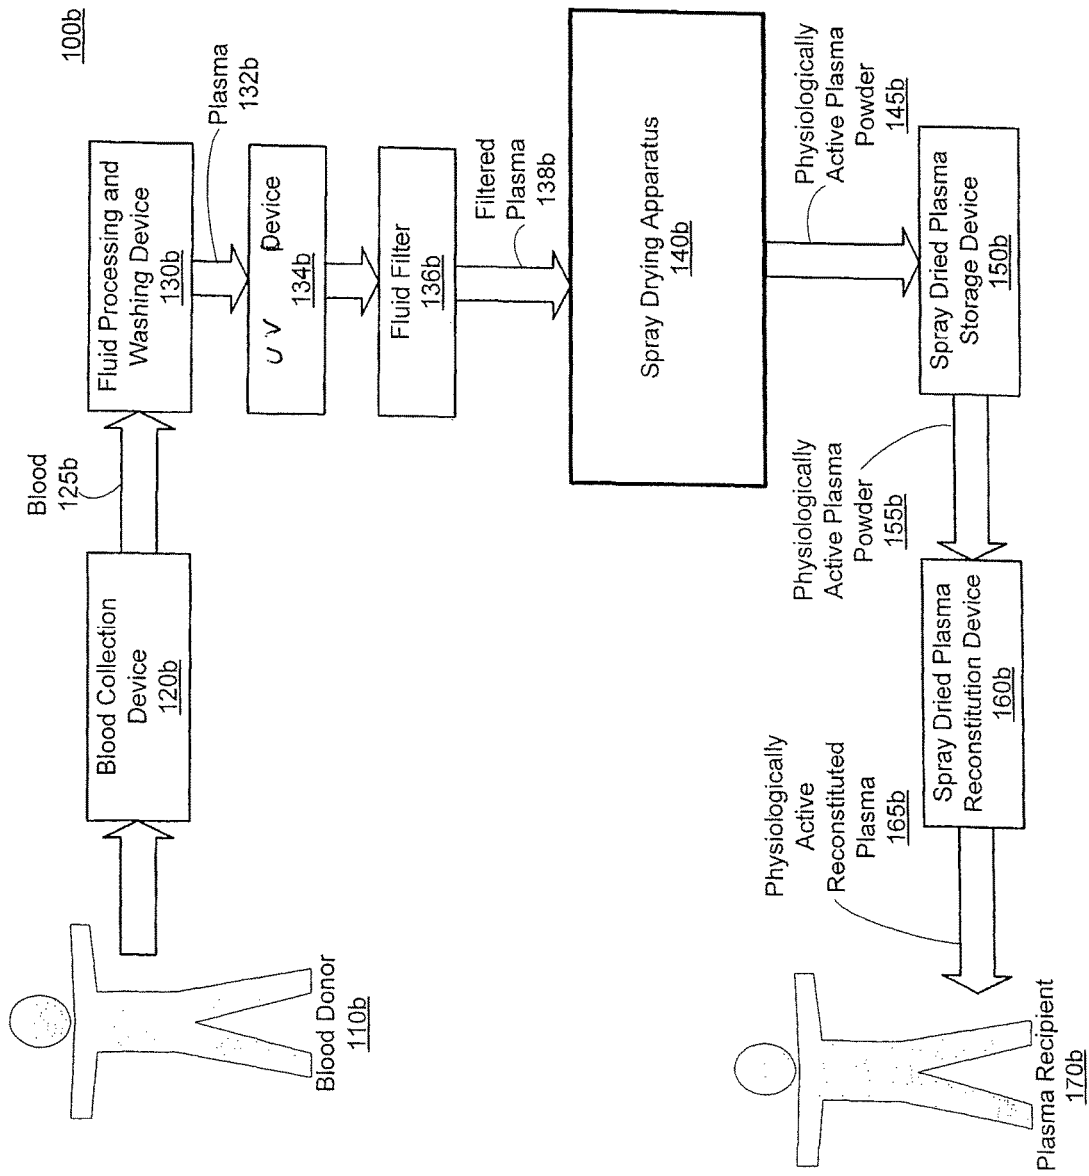 100b
Blood Donor
110b
Blood Collection
Device
120b
Blood
125b
Fluid Processing and
Washing Device
130b
Plasma
132b
UV Device
134b
Fluid Filter
136b
Filtered
Plasma
138b
Spray Drying Apparatus
140b
Physiologically
Active Plasma
Powder
145b
Spray Dried Plasma
Storage Device
150b
Physiologically
Active Plasma
Powder
155b
Spray Dried Plasma
Reconstitution Device
160b
Physiologically
Active
Reconstituted
Plasma
165b
Plasma Recipient
170b